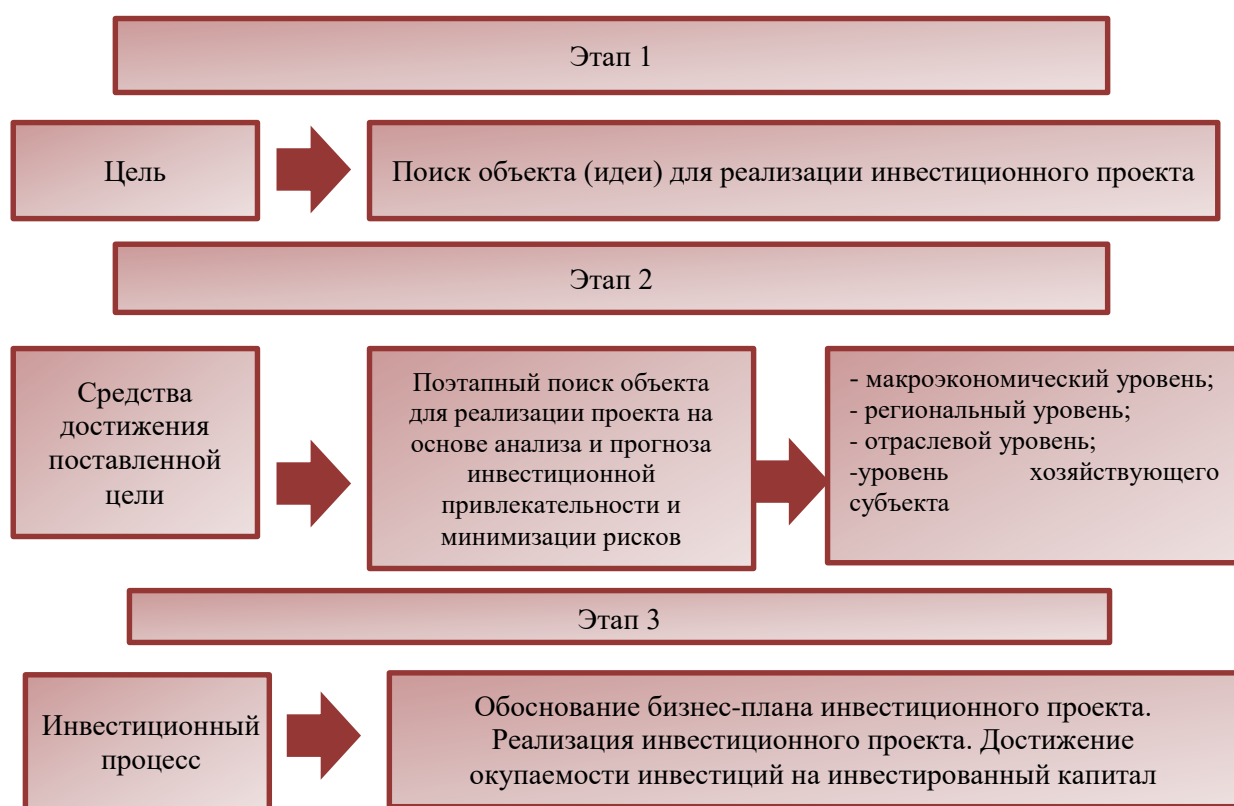 Этап 1
Цель
Поиск объекта (идеи) для реализации инвестиционного проекта
Этап 2
Средства
достижения
поставленной
цели
Поэтапный поиск объекта
для реализации проекта на
основе анализа и прогноза
инвестиционной
привлекательности и
минимизации рисков
- макроэкономический уровень;
- региональный уровень;
- отраслевой уровень;
-уровень хозяйствующего
субъекта
Этап 3
Инвестиционный
процесс
Обоснование бизнес-плана инвестиционного проекта.
Реализация инвестиционного проекта. Достижение
окупаемости инвестиций на инвестированный капитал